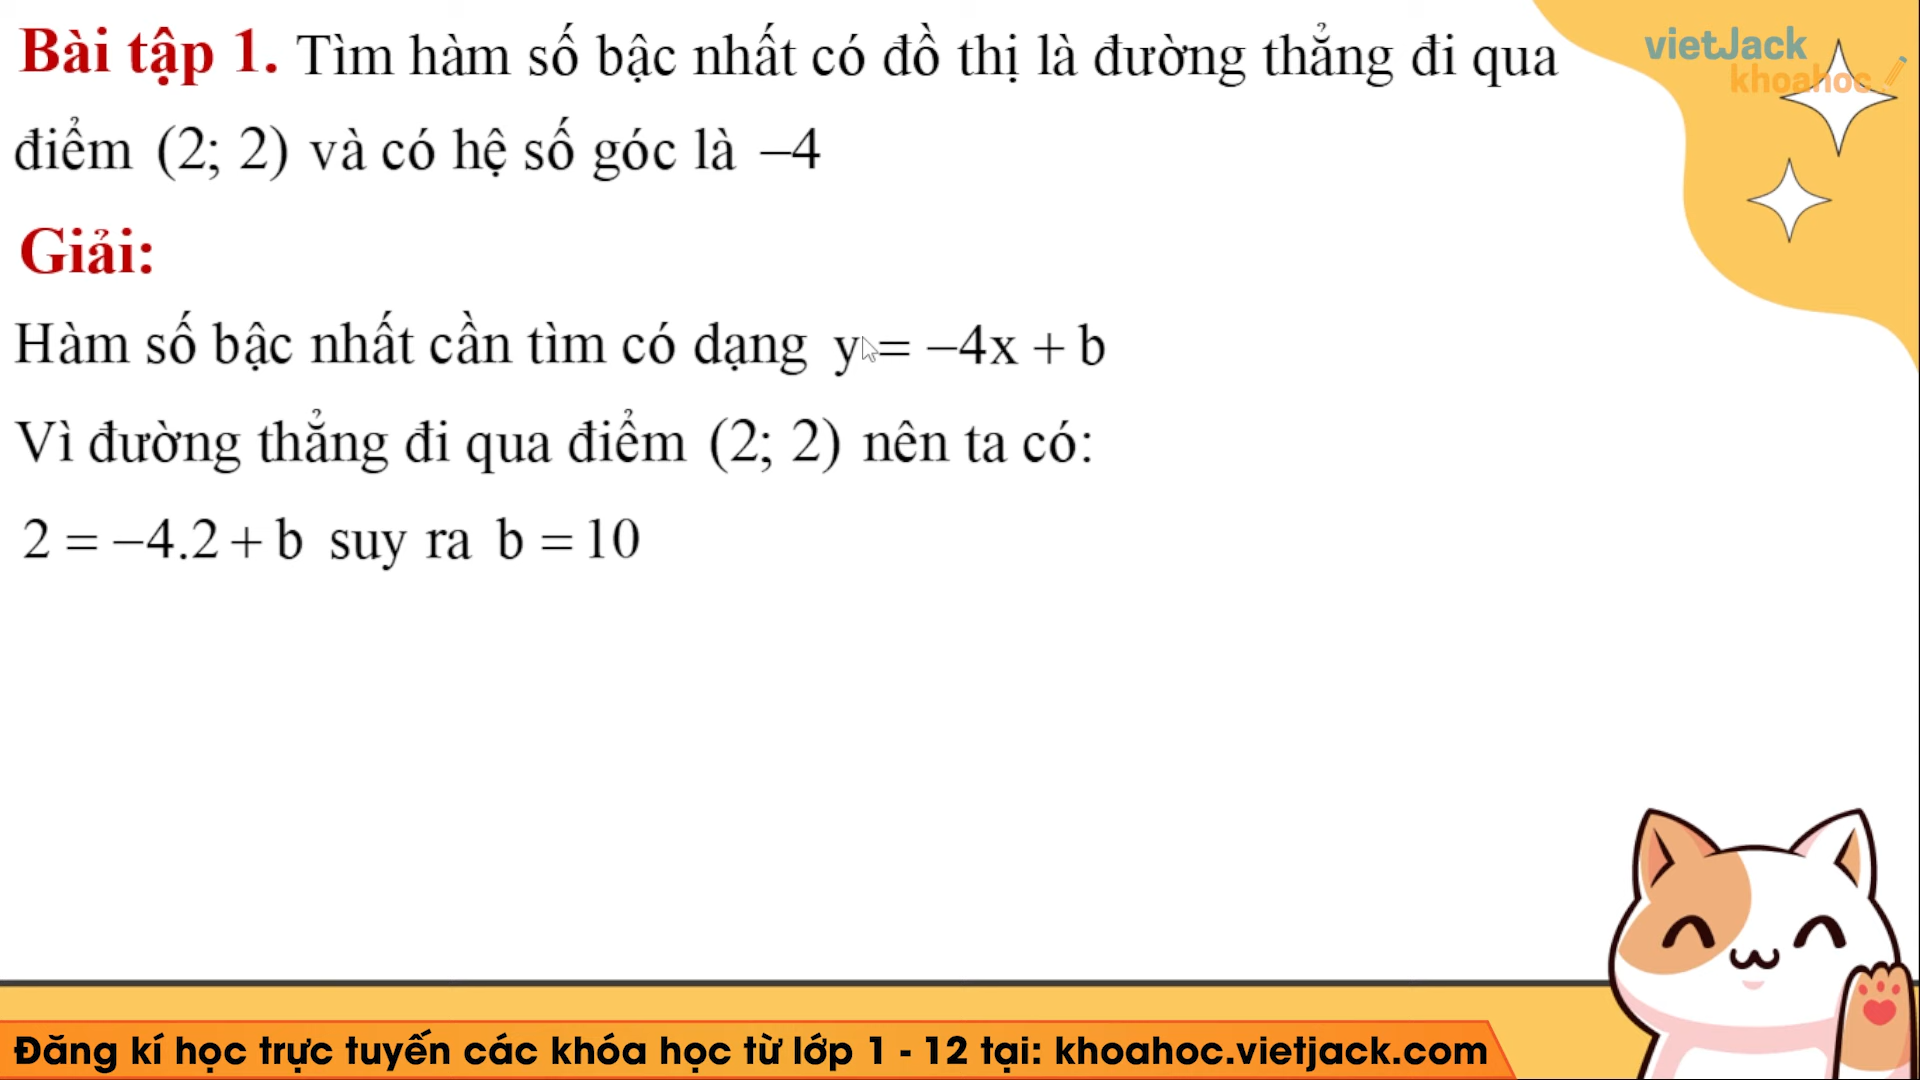 Bài tập 1. Tìm hàm số bậc nhất có đồ thị là đường thẳng đi qua
điểm (2; 2) và có hệ số góc là −4
vietJack
khoahoc
Giải:
Hàm số bậc nhất cần tìm có dạng y = −4x + b
Vì đường thẳng đi qua điểm (2; 2) nên ta có:
2 = −4.2 + b suy ra b = 10
Đăng kí học trực tuyến các khóa học từ lớp 1 - 12 tại: khoahoc.vietjack.com